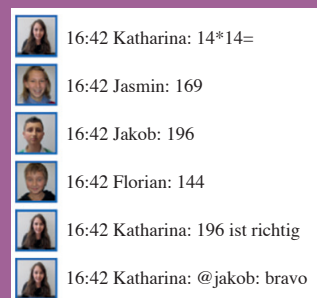 16:42 Katharina: 14*14=
16:42 Jasmin: 169
16:42 Jakob: 196
16:42 Florian: 144
16:42 Katharina: 196 ist richtig
16:42 Katharina: @jakob: bravo